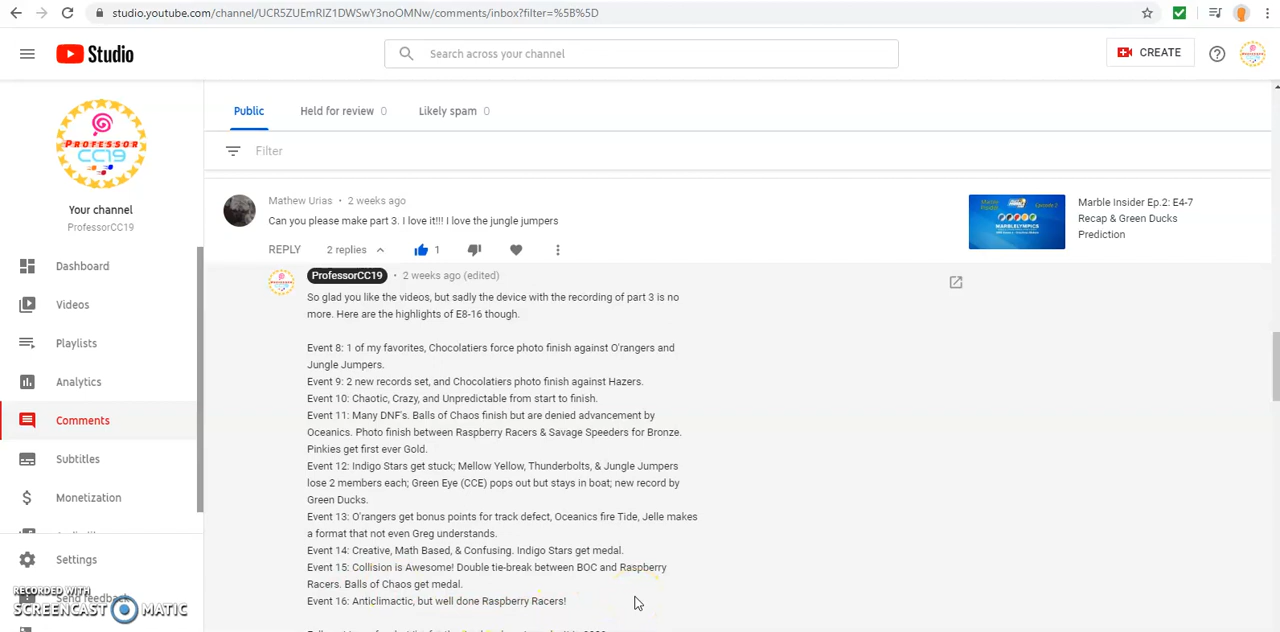 studio.youtube.com/channel/UCR5ZUEmRIZ1DWSwY3noOMNw/comments/inbox?filter=%5B%5D
Studio
Search across your channel
CREATE
PROFESSOR
CC19
Your channel
ProfessorCC19
Dashboard
Videos
Playlists
Analytics
Comments
Subtitles
Monetization
Settings
Send feedback
RECORDED WITH
SCREENCAST MATIC
Public
Held for review 0
Likely spam 0
Filter
Mathew Urias • 2 weeks ago
Can you please make part 3. I love it!!! I love the jungle jumpers
REPLY 2 replies 1
Marble Insider Ep.2: E4-7
Recap & Green Ducks
Prediction
ProfessorCC19 • 2 weeks ago (edited)
So glad you like the videos, but sadly the device with the recording of part 3 is no
more. Here are the highlights of E8-16 though.
Event 8: 1 of my favorites, Chocolatiers force photo finish against O'rangers and
Jungle Jumpers.
Event 9: 2 new records set, and Chocolatiers photo finish against Hazers.
Event 10: Chaotic, Crazy, and Unpredictable from start to finish.
Event 11: Many DNF's. Balls of Chaos finish but are denied advancement by
Oceanics. Photo finish between Raspberry Racers & Savage Speeders for Bronze.
Pinkies get first ever Gold.
Event 12: Indigo Stars get stuck; Mellow Yellow, Thunderbolts, & Jungle Jumpers
lose 2 members each; Green Eye (CCE) pops out but stays in boat; new record by
Green Ducks.
Event 13: O'rangers get bonus points for track defect, Oceanics fire Tide, Jelle makes
a format that not even Greg understands.
Event 14: Creative, Math Based, & Confusing. Indigo Stars get medal.
Event 15: Collision is Awesome! Double tie-break between BOC and Raspberry
Racers. Balls of Chaos get medal.
Event 16: Anticlimactic, but well done Raspberry Racers!